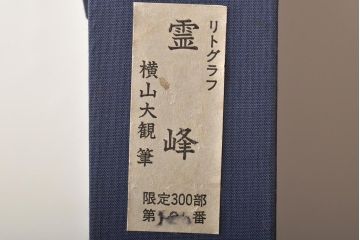 リトグラフ
霊峰
横山大観筆
限定300部
第 番